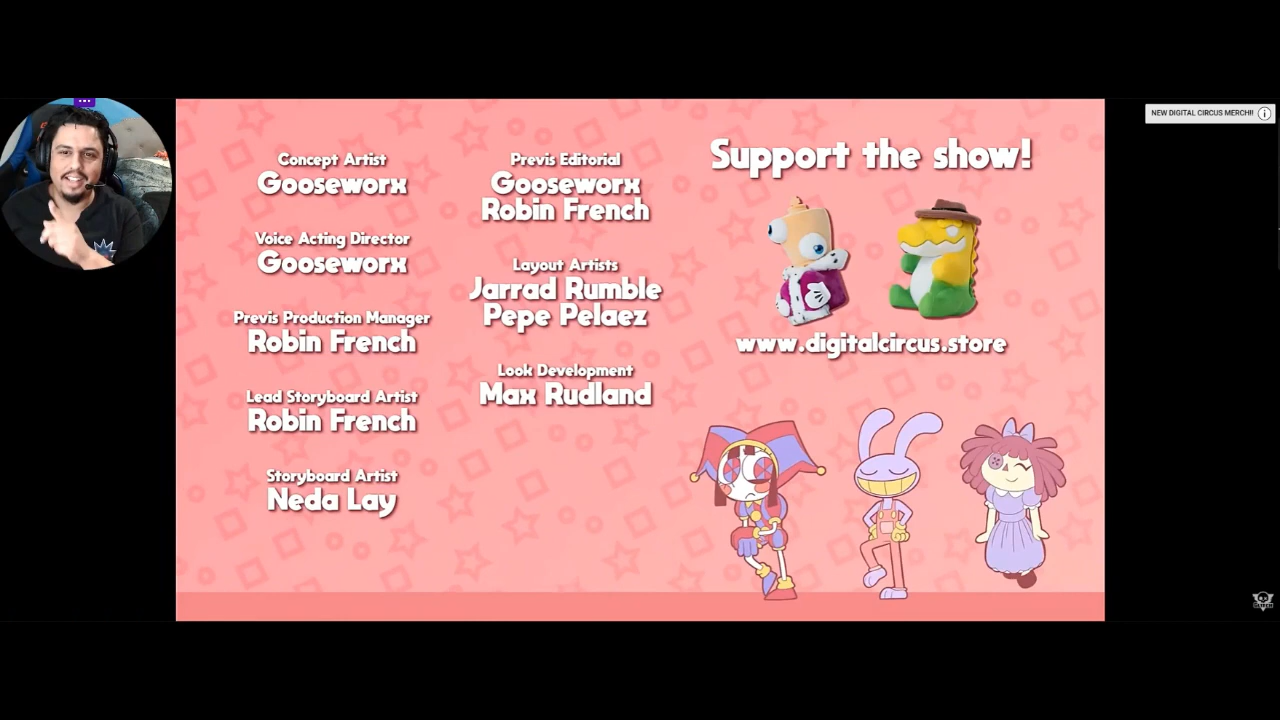 NEW DIGITAL CIRCUS MERCH!!
Concept Artist
Gooseworx
Voice Acting Director
Gooseworx
Previs Production Manager
Robin French
Lead Storyboard Artist
Robin French
Storyboard Artist
Neda Lay
Previs Editorial
Gooseworx
Robin French
Layout Artists
Jarrad Rumble
Pepe Pelaez
Look Development
Max Rudland
Support the show!
www.digitalcircus.store